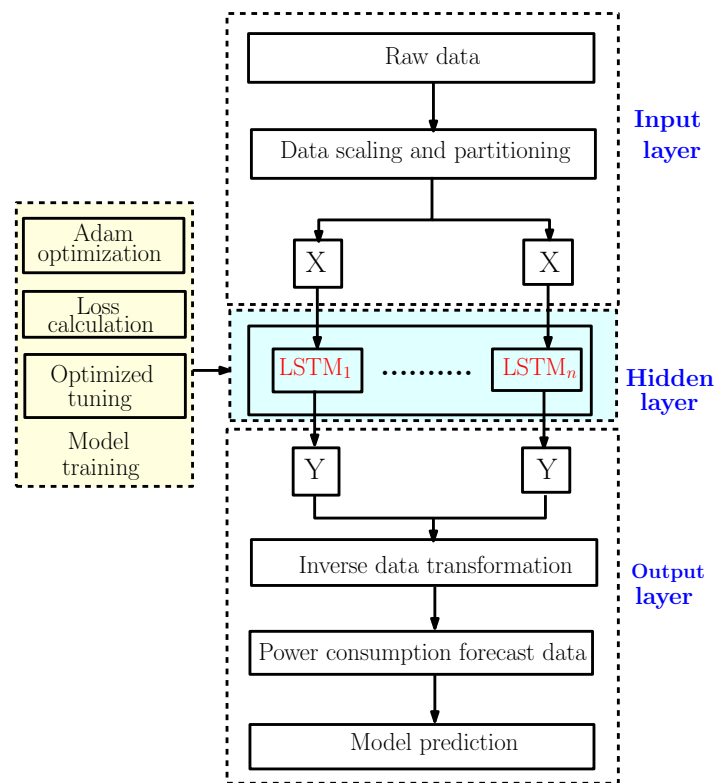 Raw data
Input
layer
Data scaling and partitioning
Adam
optimization
Loss
calculation
Optimized
tuning
Model
training
X
X
LSTM₁
..........
LSTMₙ
Hidden
layer
Y
Y
Inverse data transformation
Output
layer
Power consumption forecast data
Model prediction